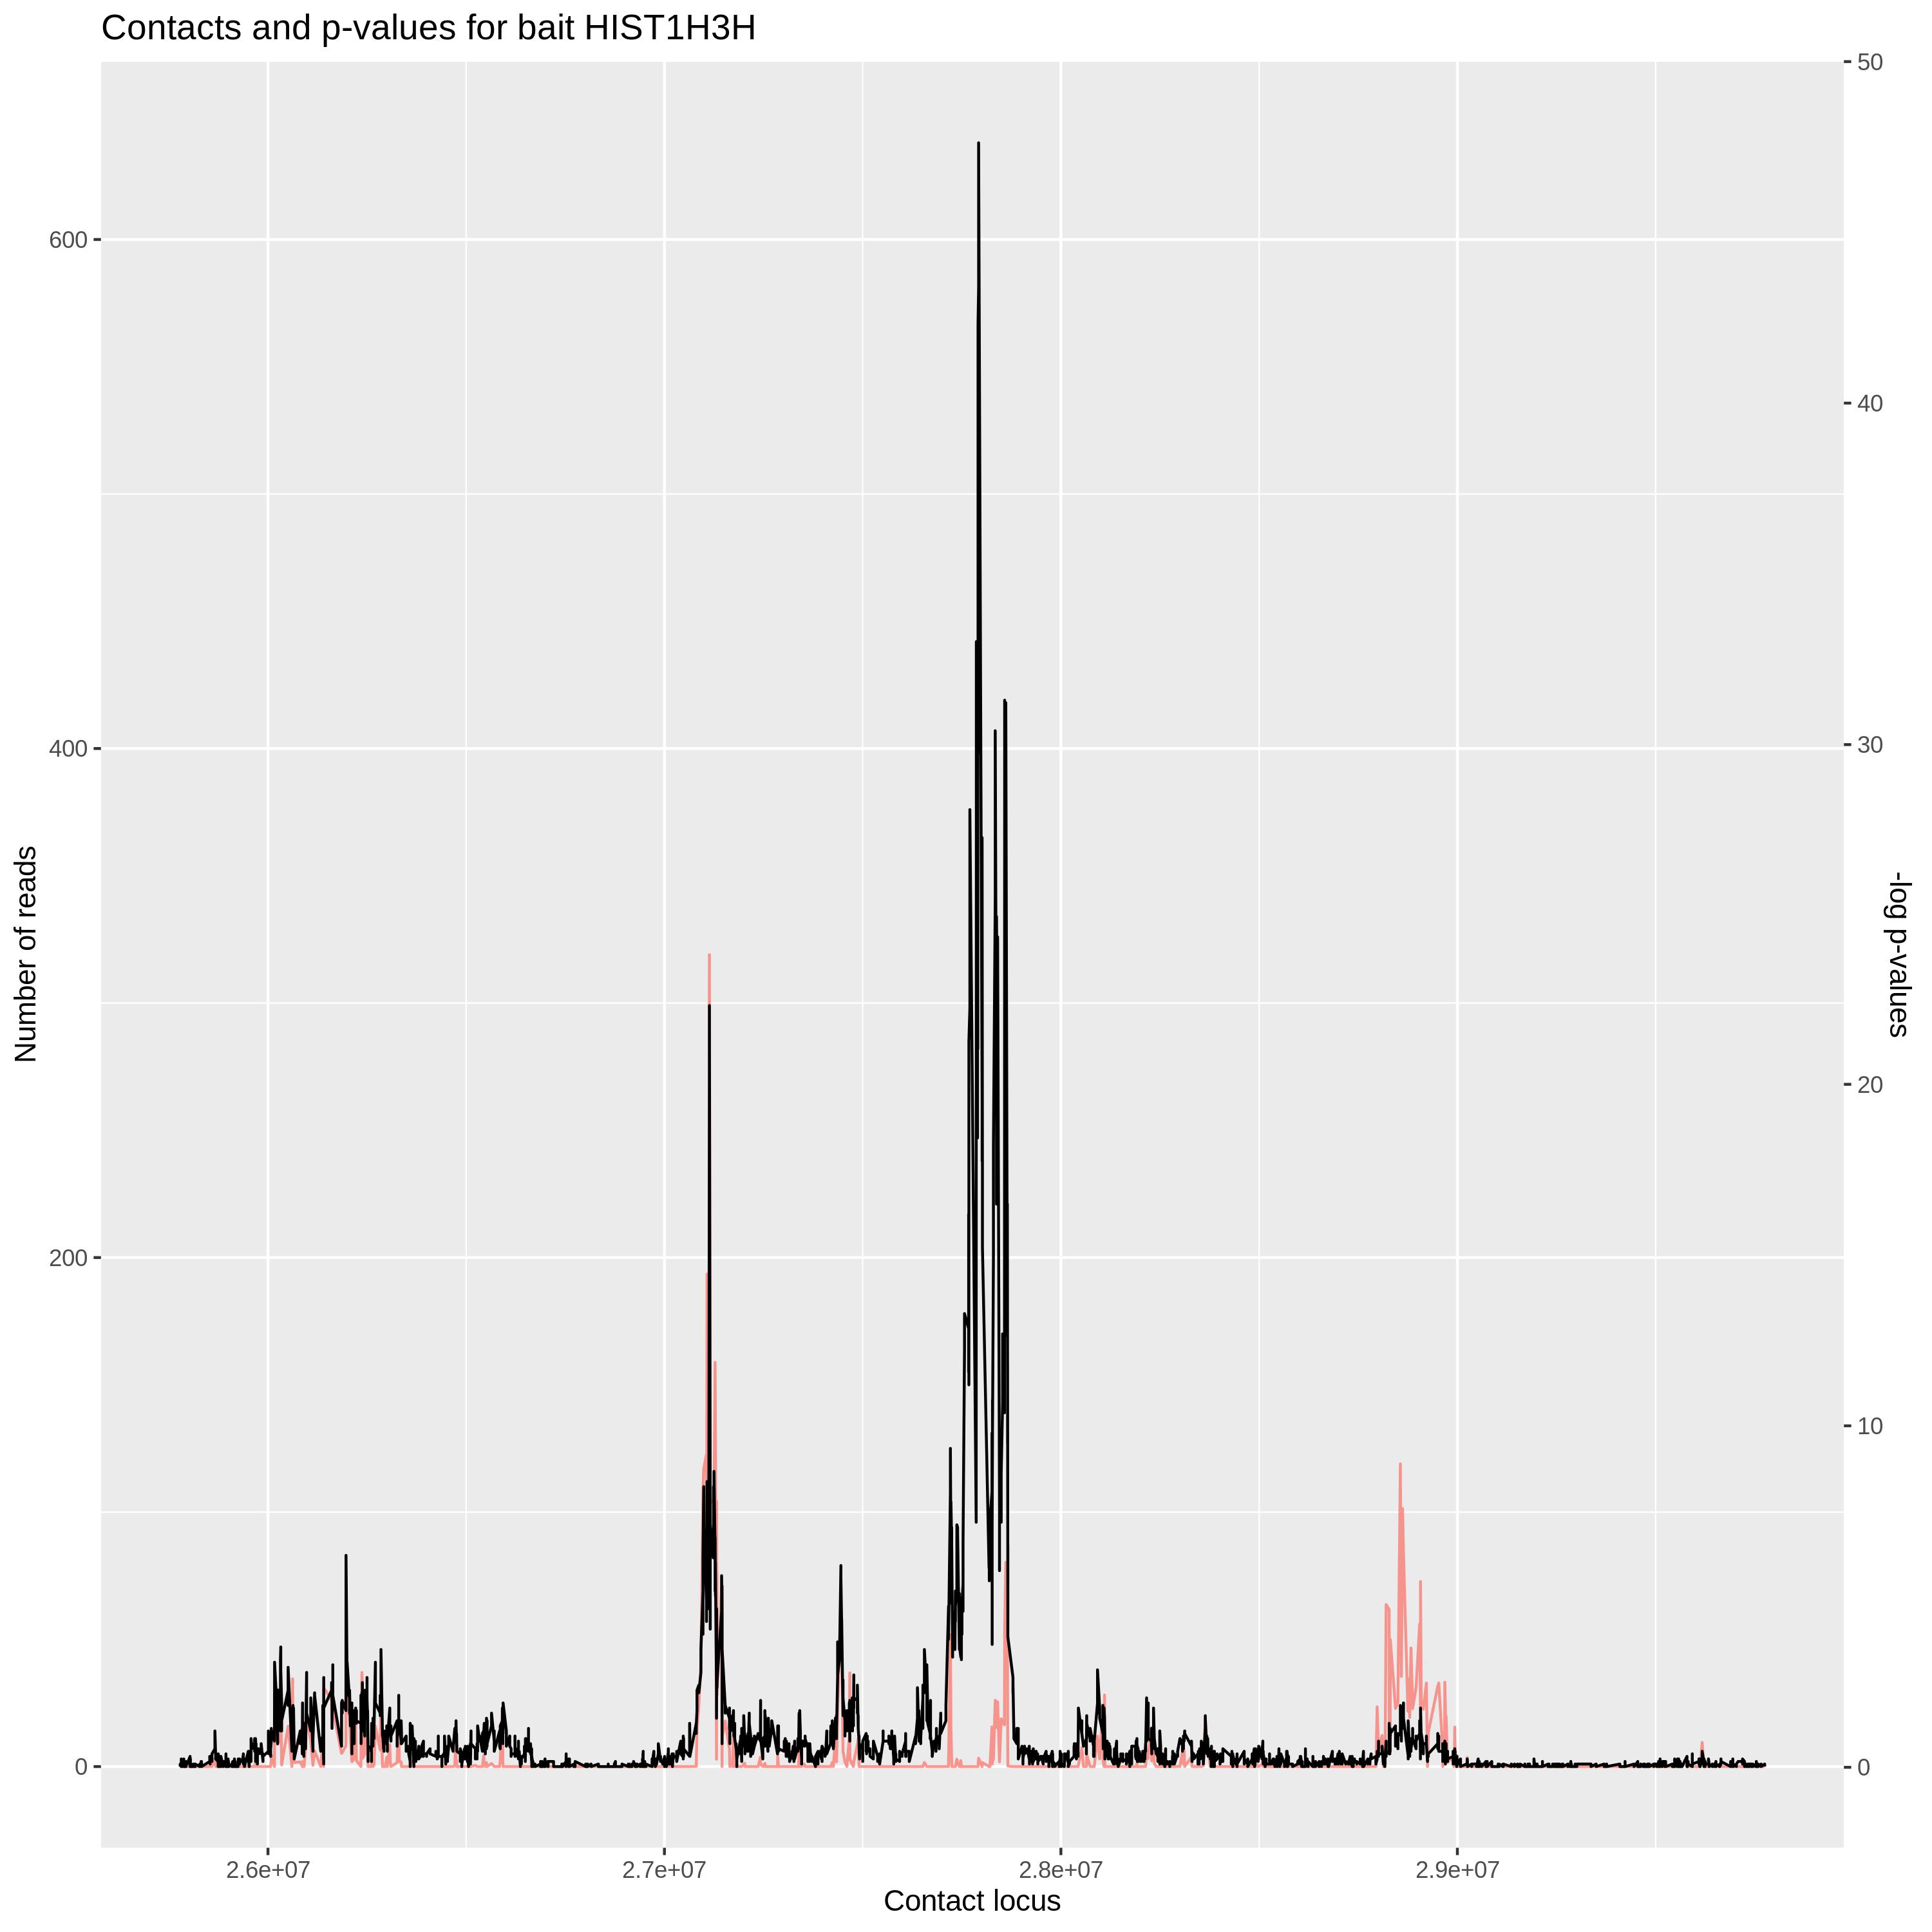 Contacts and p-values for bait HIST1H3H
Number of reads
600
400
200
0
50
40
30
20
10
0
-log p-values
2.6e+07
2.7e+07
2.8e+07
2.9e+07
Contact locus